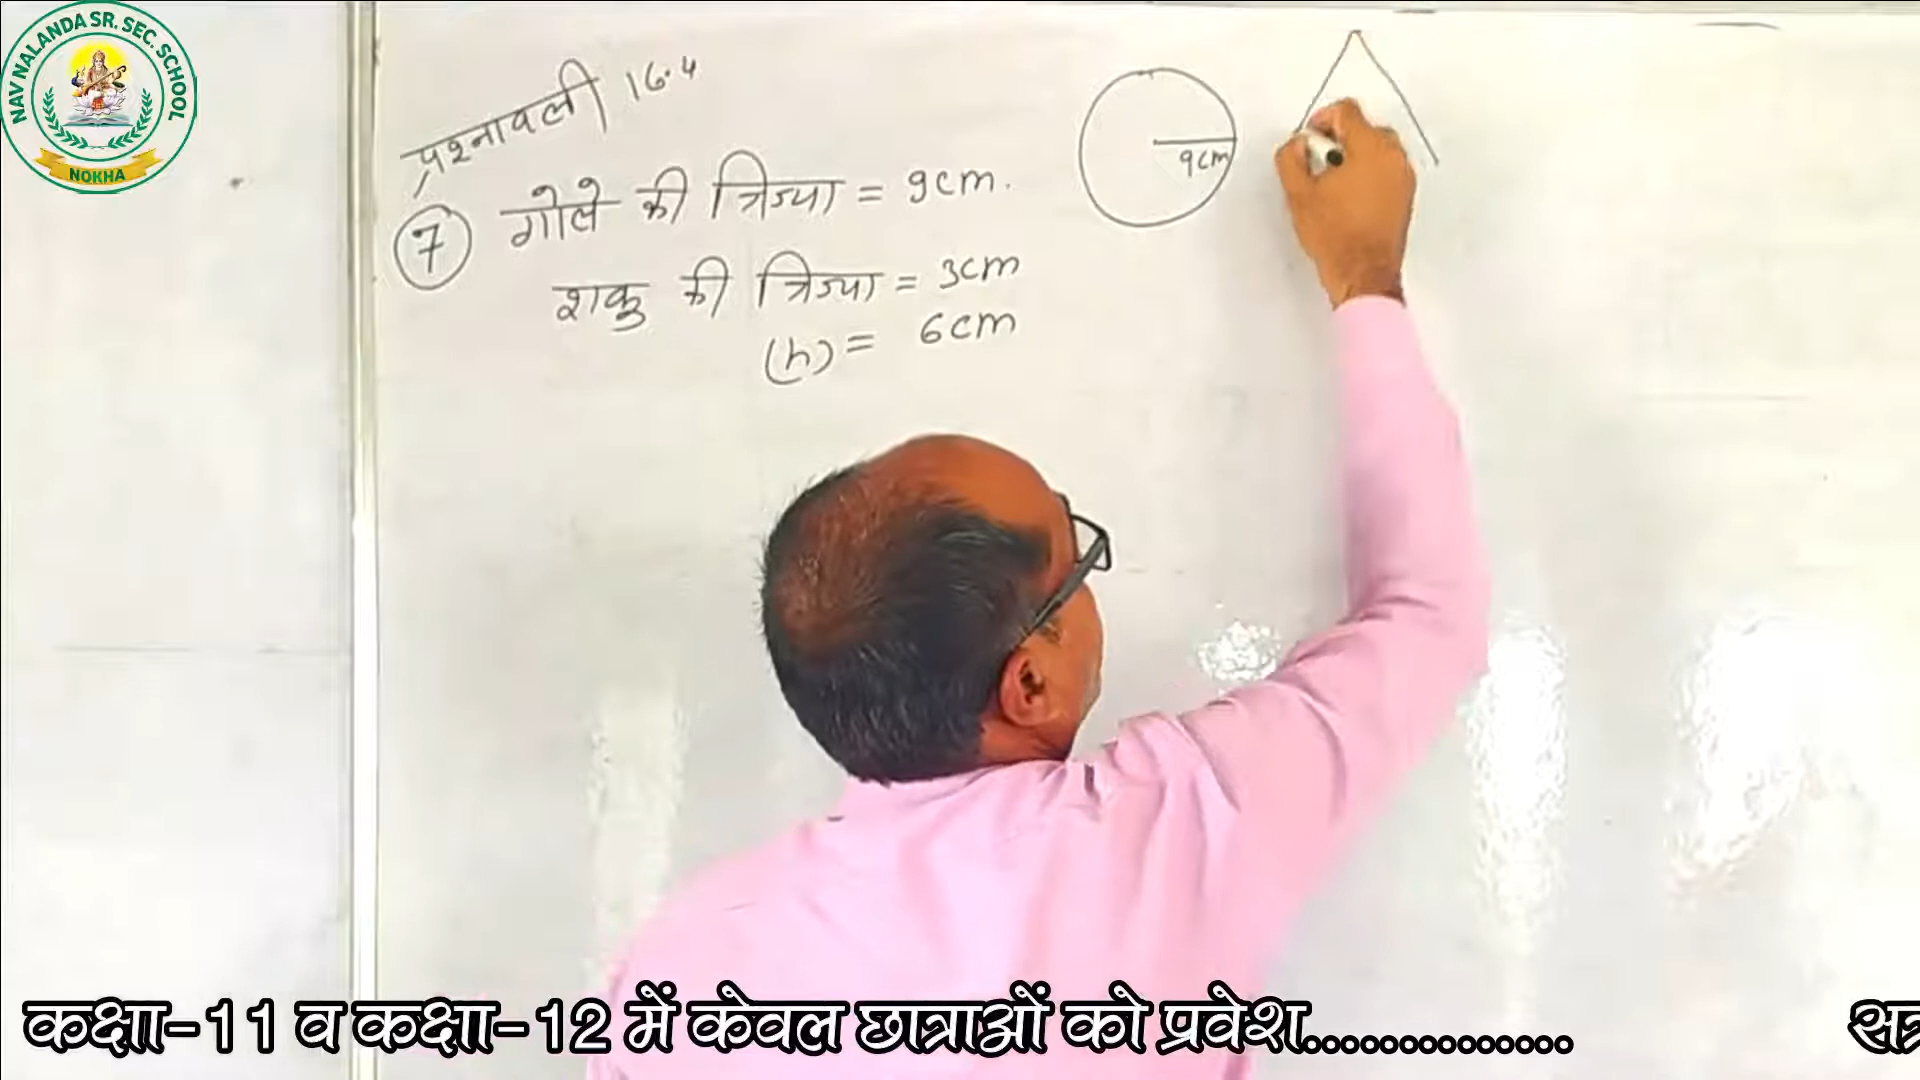 NAV NALANDA SR. SEC. SCHOOL
NOKHA
प्रश्नावली 16.4
7 गोले की त्रिज्या = 9cm.
शकु की त्रिज्या = 3cm
(h) = 6cm
9cm
कक्षा-11 व कक्षा-12 में केवल छात्राओं को प्रवेश..............